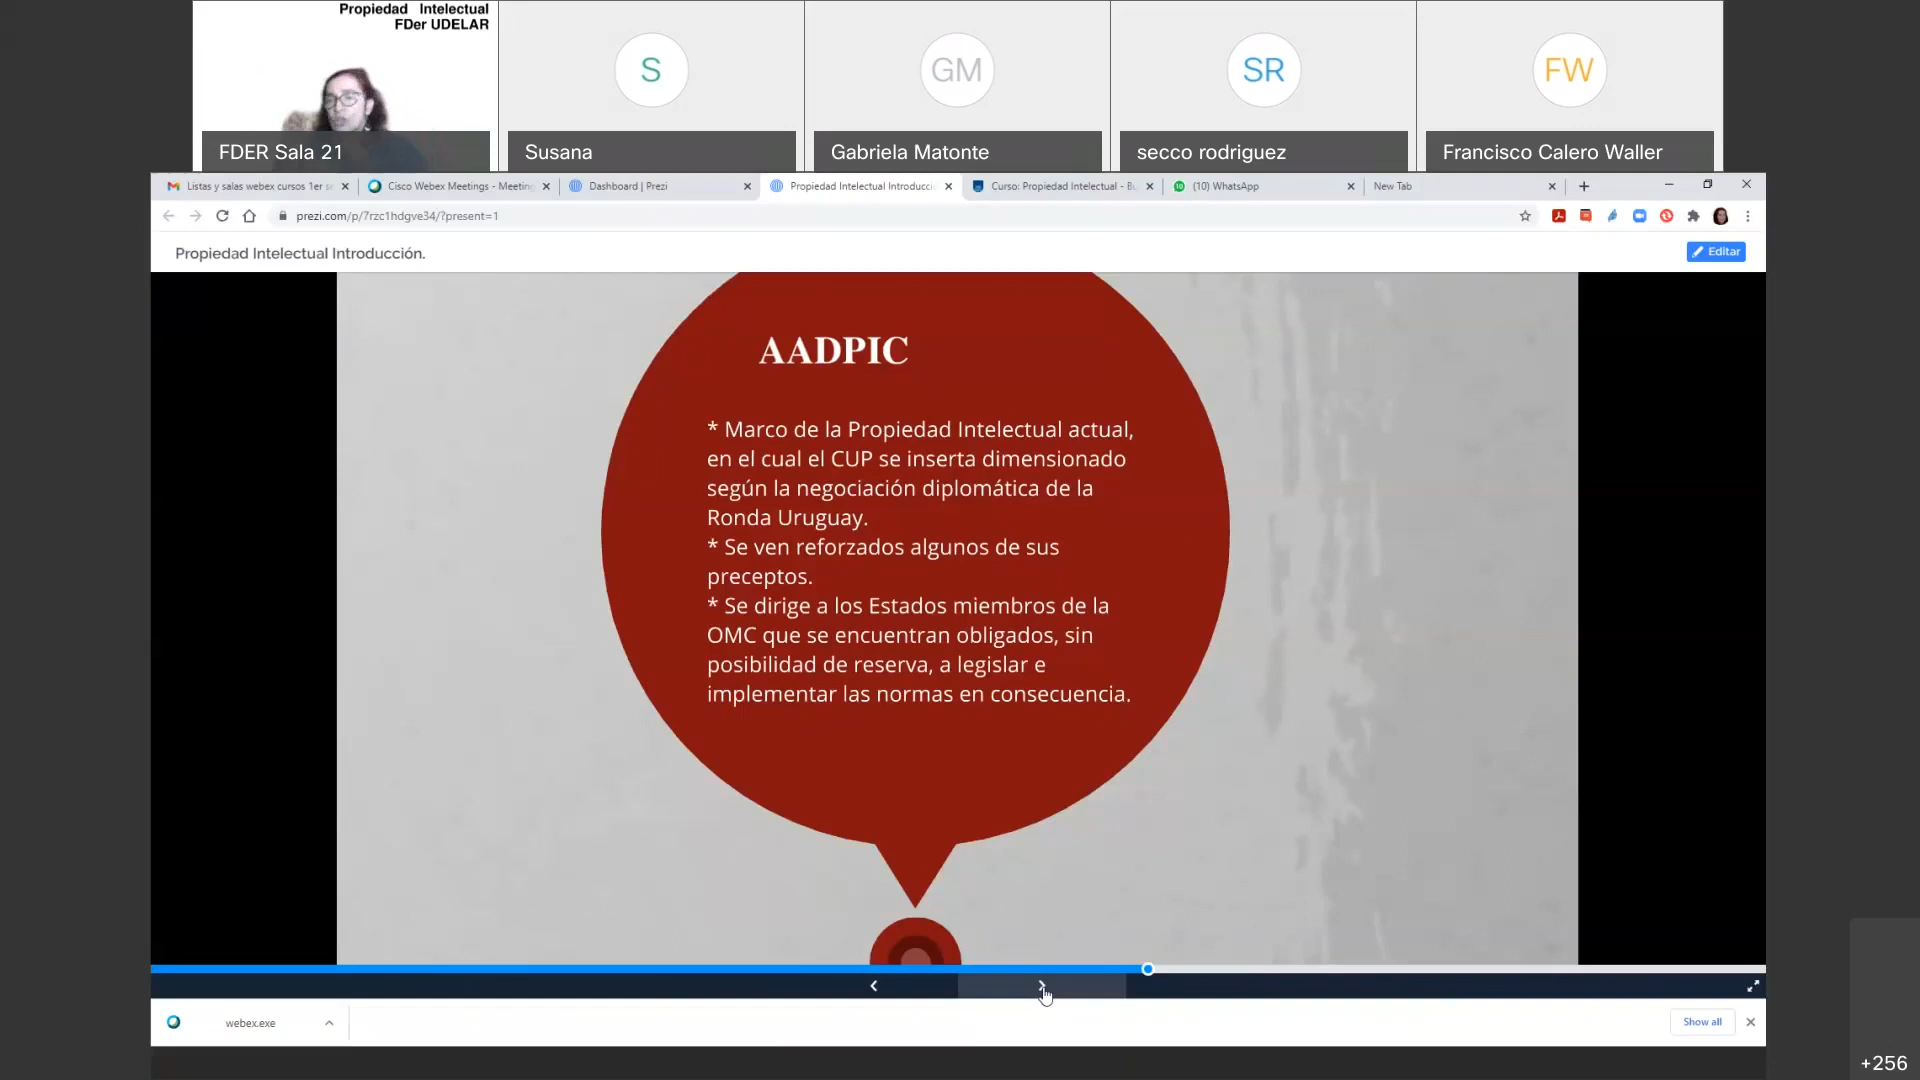 Propiedad Intelectual
FDer UDELAR
S
GM
SR
FW
FDER Sala 21
Susana
Gabriela Matonte
secco rodriguez
Francisco Calero Waller
Listas y salas webex cursos 1er
Cisco Webex Meetings - Meeting
Dashboard | Prezi
Propiedad Intelectual Introducci
Curso: Propiedad Intelectual -
(10) WhatsApp
New Tab
prezi.com/p/7rzc1hdgve34/?present=1
Propiedad Intelectual Introducción.
Editar
AADPIC
* Marco de la Propiedad Intelectual actual,
en el cual el CUP se inserta dimensionado
según la negociación diplomática de la
Ronda Uruguay.
* Se ven reforzados algunos de sus
preceptos.
* Se dirige a los Estados miembros de la
OMC que se encuentran obligados, sin
posibilidad de reserva, a legislar e
implementar las normas en consecuencia.
webex.exe
Show all
+256